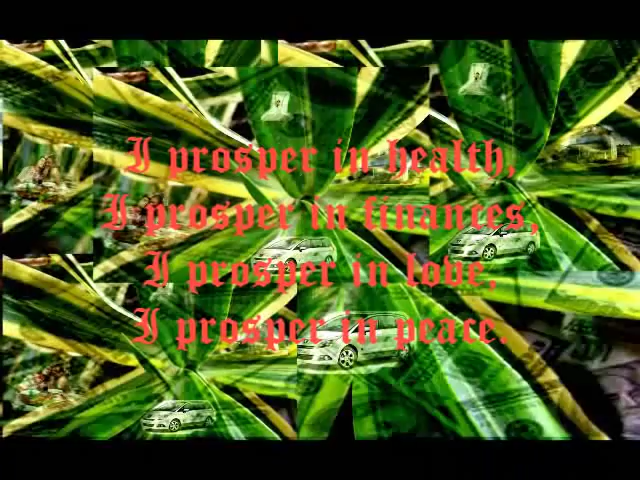 I prosper in health,
I prosper in finances,
I prosper in love,
I prosper in peace.